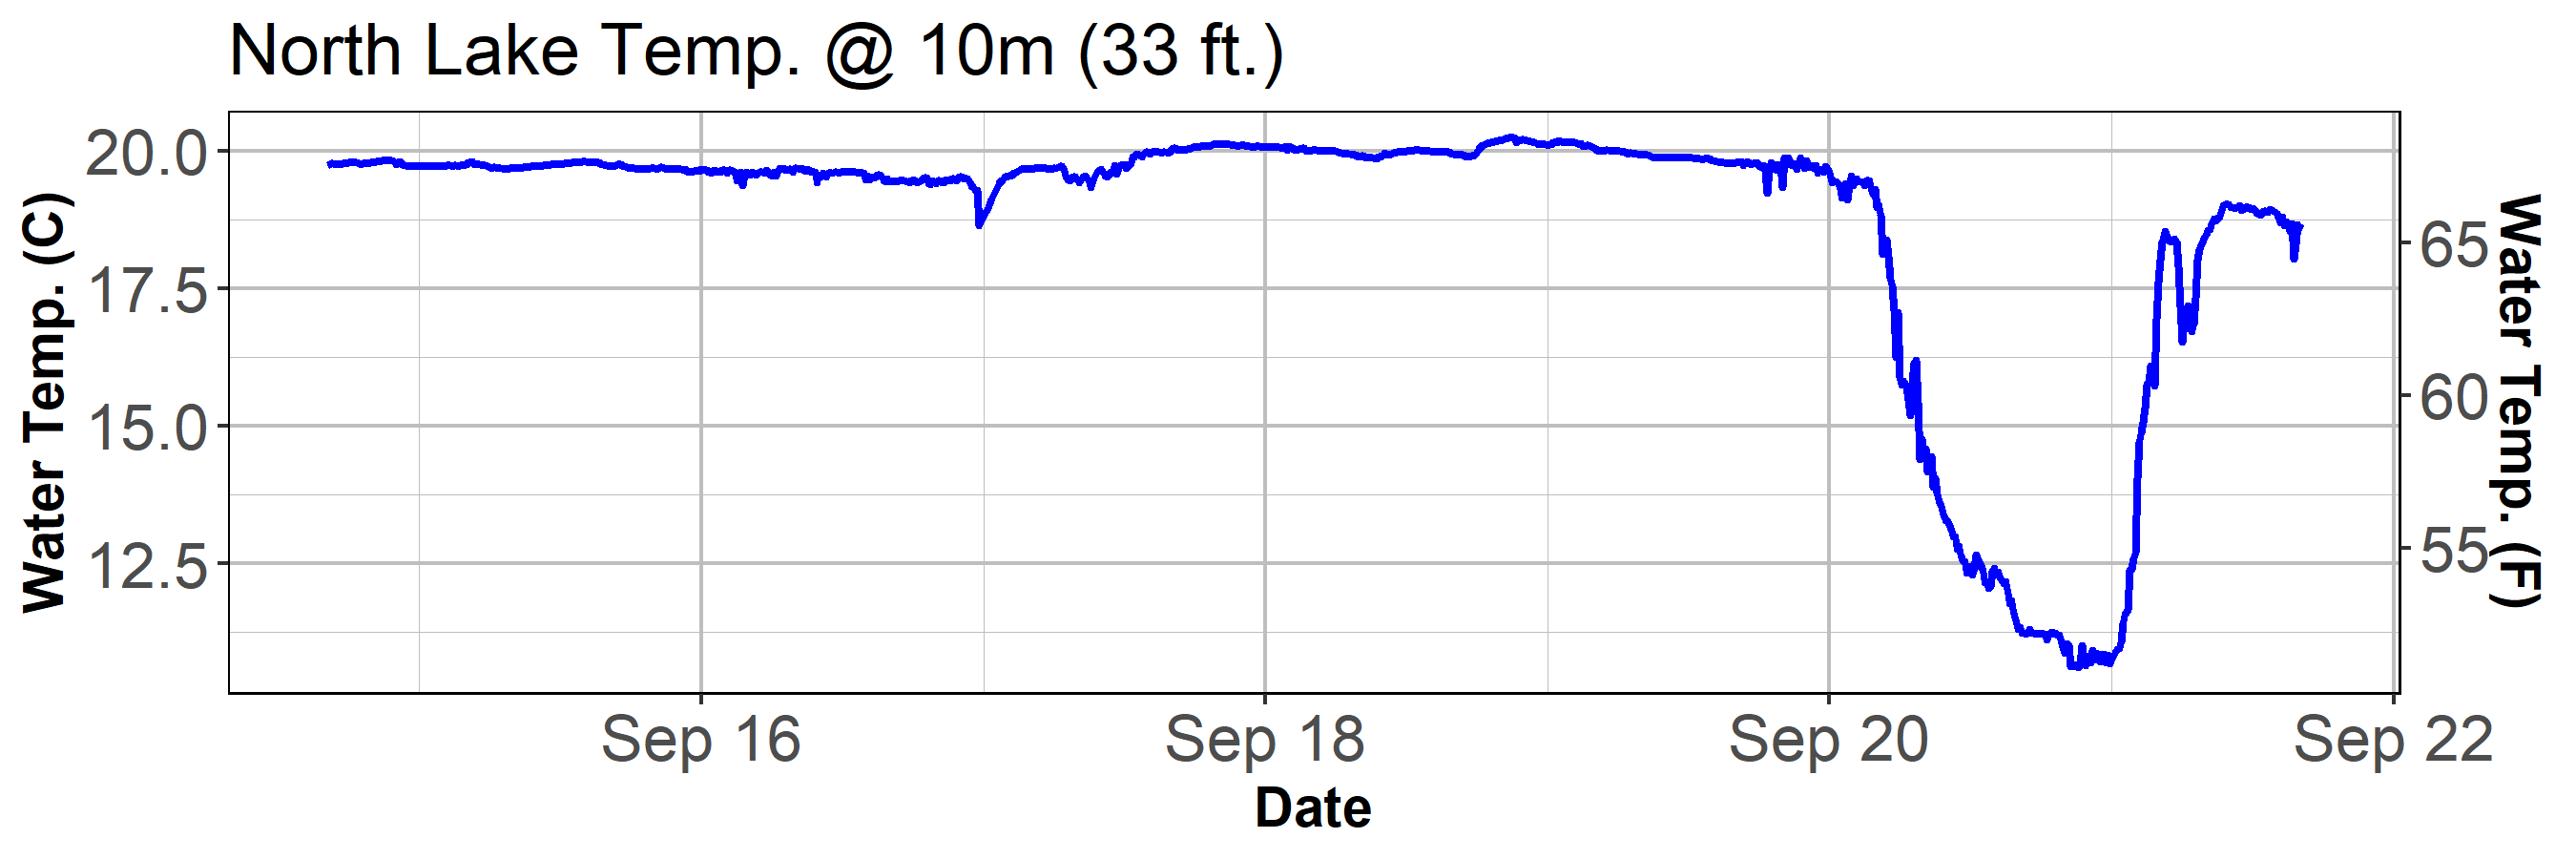 North Lake Temp. @ 10m (33 ft.)
Water Temp. (C)
20.0
17.5
15.0
12.5
65
60
55
Water Temp. (F)
Sep 16
Sep 18
Sep 20
Sep 22
Date